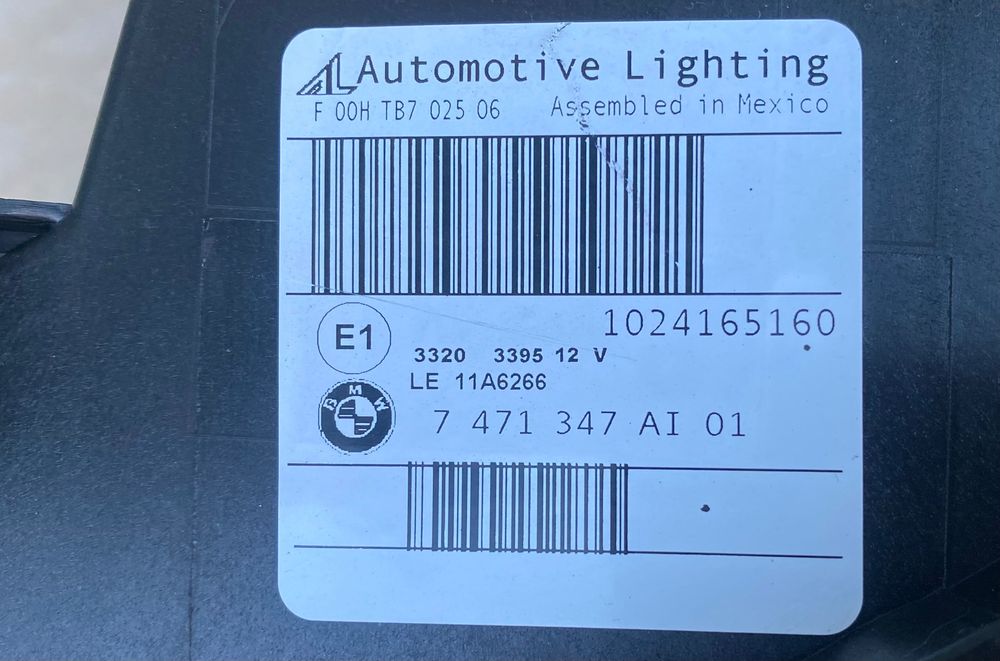 AL Automotive Lighting
F 00H TB7 025 06 Assembled in Mexico
1024165160
E1
3320 3395 12 V
LE 11A6266
BMW
7 471 347 AI 01